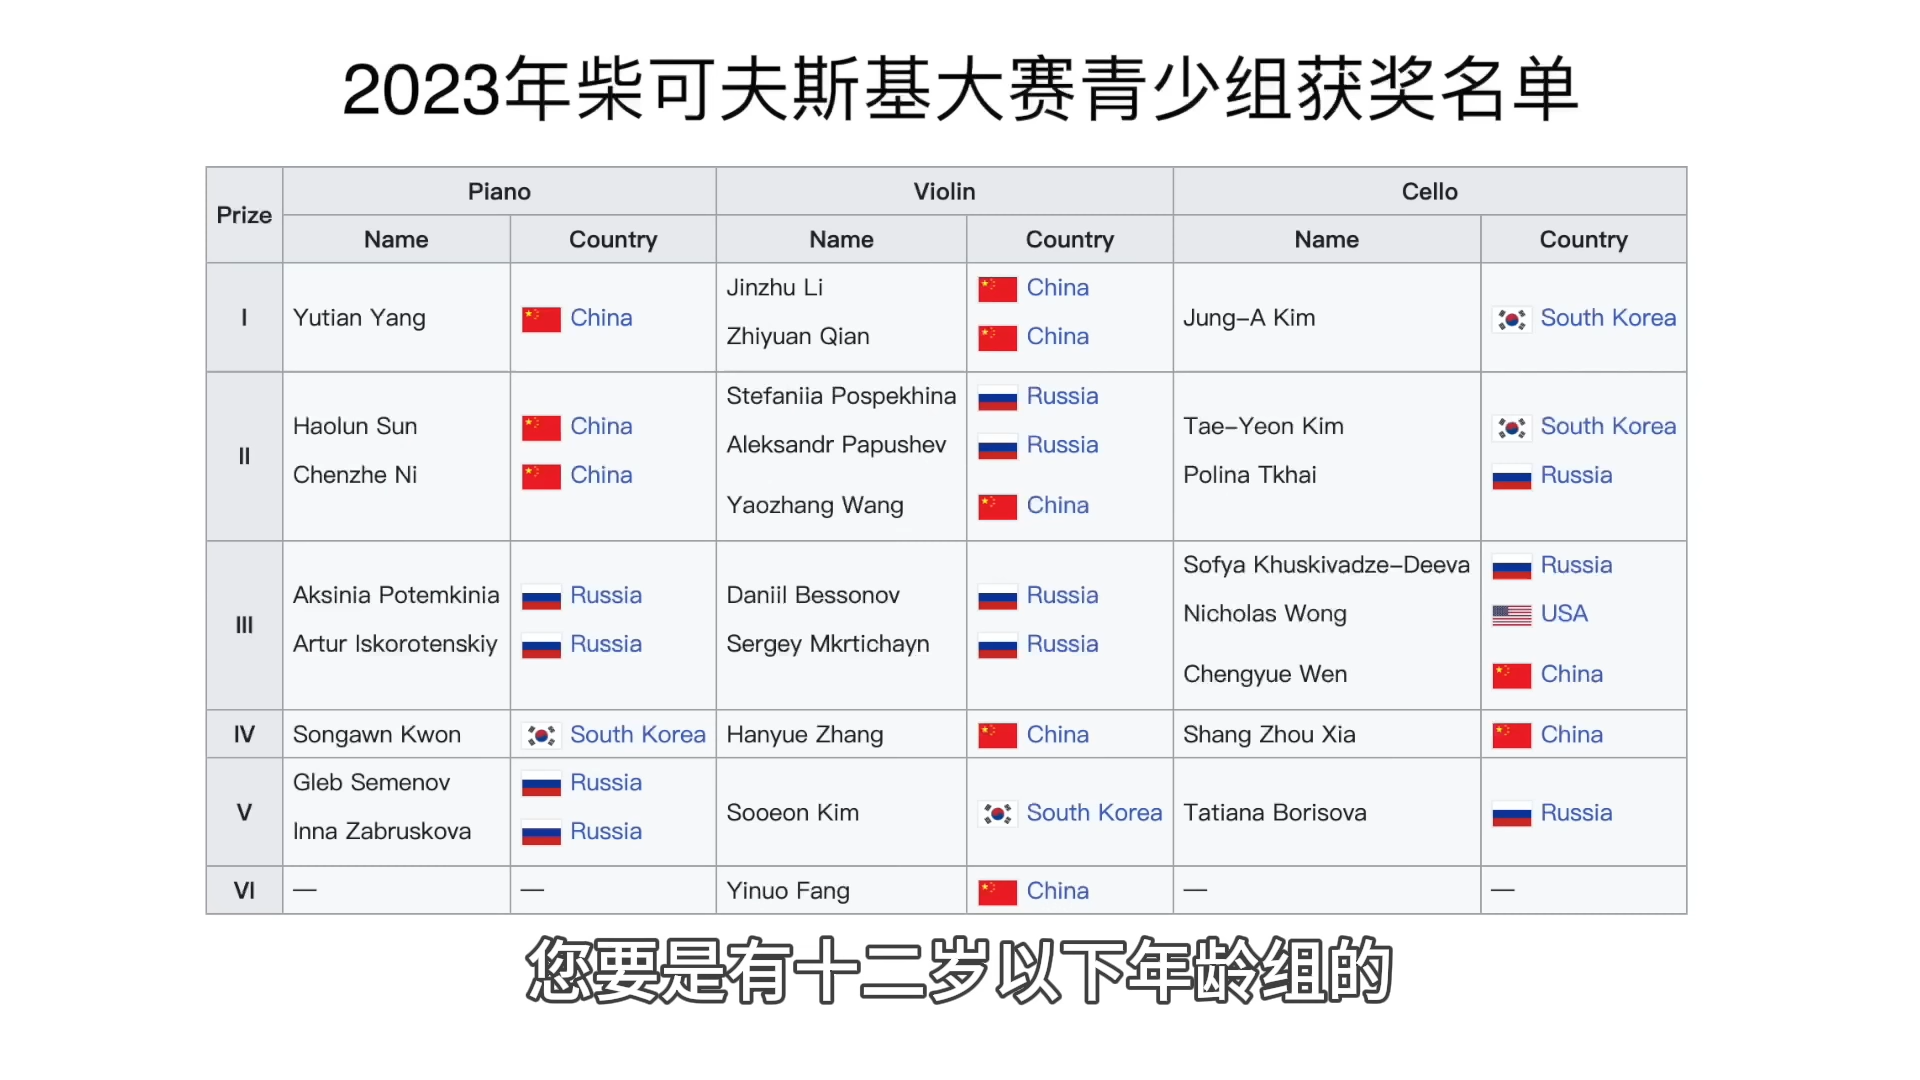 2023年柴可夫斯基大赛青少组获奖名单
Prize Piano Violin Cello
Name Country Name Country Name Country
I Yutian Yang China Jinzhu Li China Jung-A Kim South Korea
Zhiyuan Qian China
II Haolun Sun China Stefaniia Pospekhina Russia Tae-Yeon Kim South Korea
Chenzhe Ni China Aleksandr Papushev Russia Polina Tkhai Russia
Yaozhang Wang China
III Aksinia Potemkinia Russia Daniil Bessonov Russia Sofya Khuskivadze-Deeva Russia
Artur Iskorotenskiy Russia Sergey Mkrtichayn Russia Nicholas Wong USA
Chengyue Wen China
IV Songawn Kwon South Korea Hanyue Zhang China Shang Zhou Xia China
V Gleb Semenov Russia Sooeon Kim South Korea Tatiana Borisova Russia
Inna Zabruskova Russia
VI — — Yinuo Fang China — —
您要是有十二岁以下年龄组的